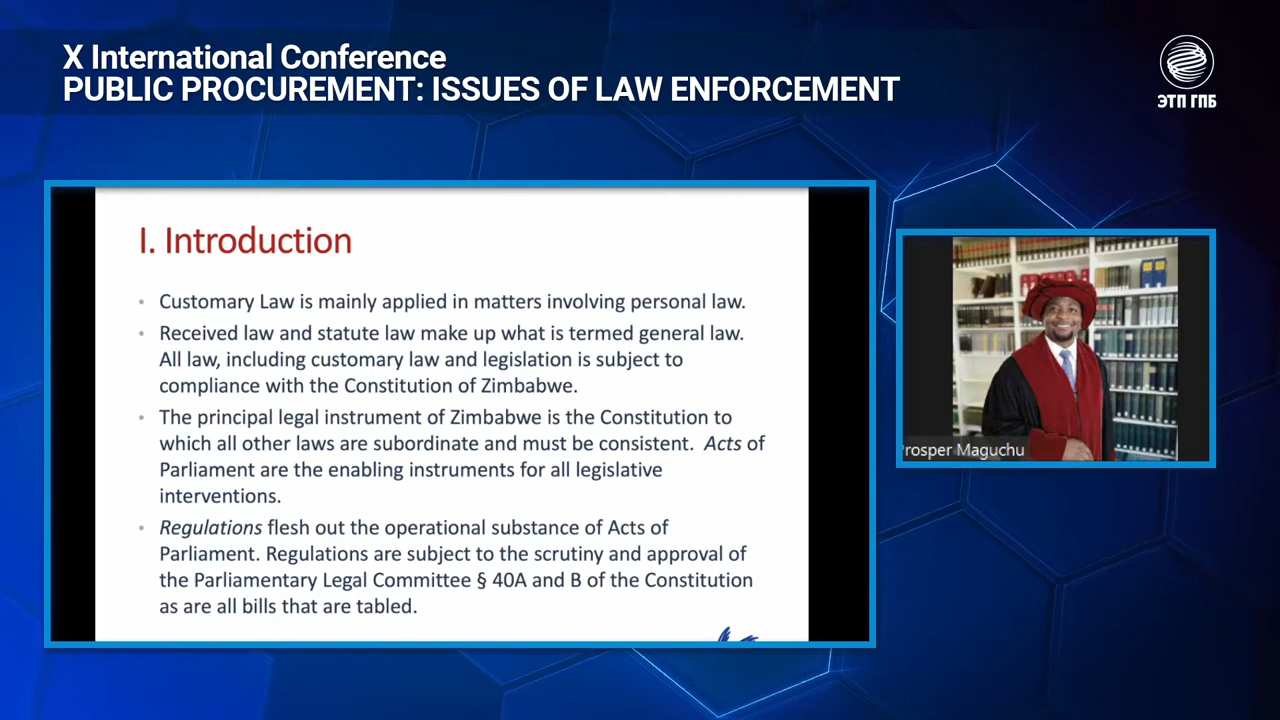 X International Conference
PUBLIC PROCUREMENT: ISSUES OF LAW ENFORCEMENT
ЭТП ГПБ
I. Introduction
• Customary Law is mainly applied in matters involving personal law.
• Received law and statute law make up what is termed general law.
All law, including customary law and legislation is subject to
compliance with the Constitution of Zimbabwe.
• The principal legal instrument of Zimbabwe is the Constitution to
which all other laws are subordinate and must be consistent. Acts of
Parliament are the enabling instruments for all legislative
interventions.
• Regulations flesh out the operational substance of Acts of
Parliament. Regulations are subject to the scrutiny and approval of
the Parliamentary Legal Committee § 40A and B of the Constitution
as are all bills that are tabled.
rosper Maguchu